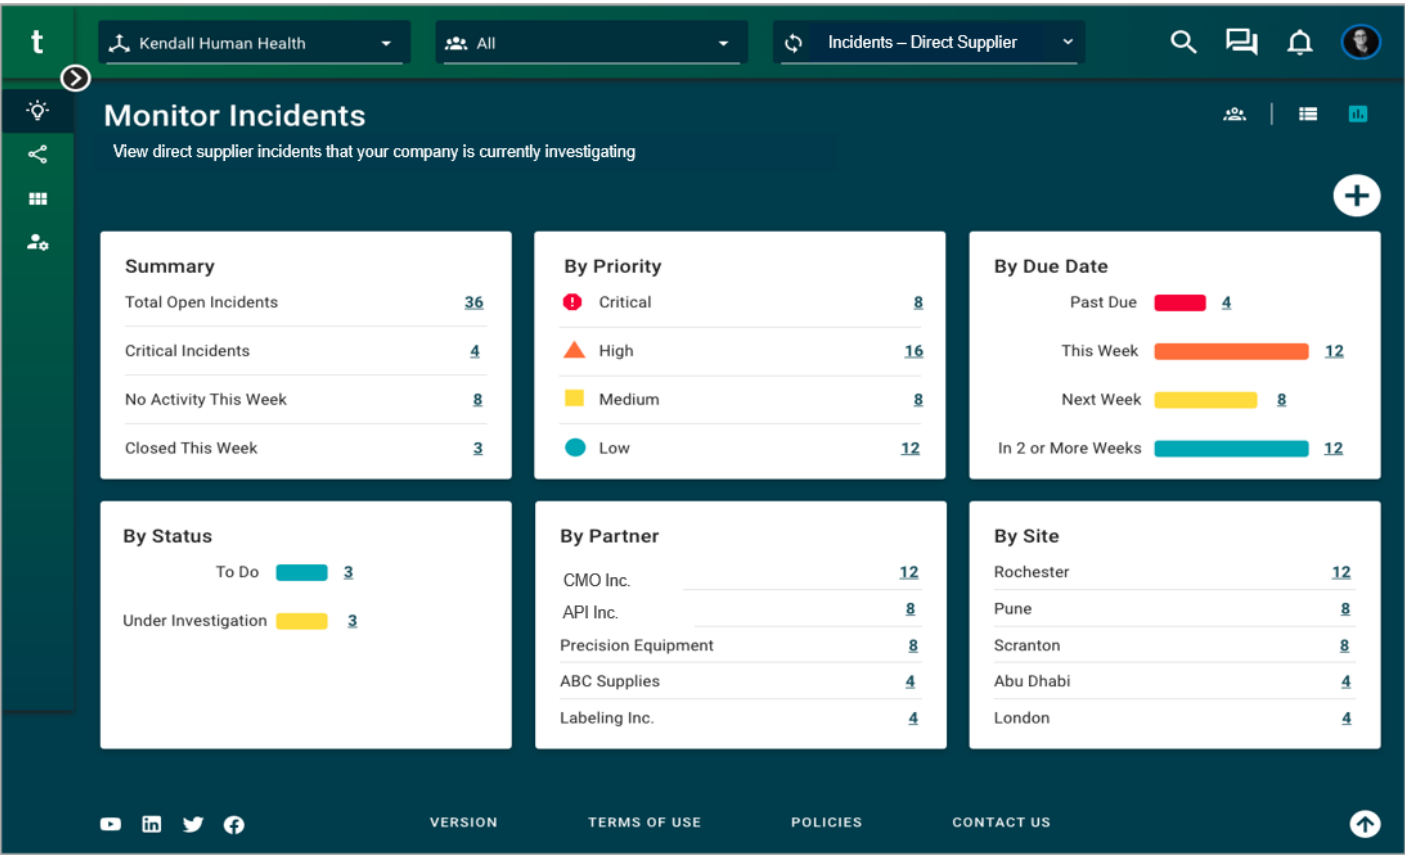 t
Kendall Human Health
All
Incidents – Direct Supplier
Monitor Incidents
View direct supplier incidents that your company is currently investigating
Summary
Total Open Incidents 36
Critical Incidents 4
No Activity This Week 8
Closed This Week 3
By Priority
Critical 8
High 16
Medium 8
Low 12
By Due Date
Past Due 4
This Week 12
Next Week 8
In 2 or More Weeks 12
By Status
To Do 3
Under Investigation 3
By Partner
CMO Inc. 12
API Inc. 8
Precision Equipment 8
ABC Supplies 4
Labeling Inc. 4
By Site
Rochester 12
Pune 8
Scranton 8
Abu Dhabi 4
London 4
VERSION TERMS OF USE POLICIES CONTACT US